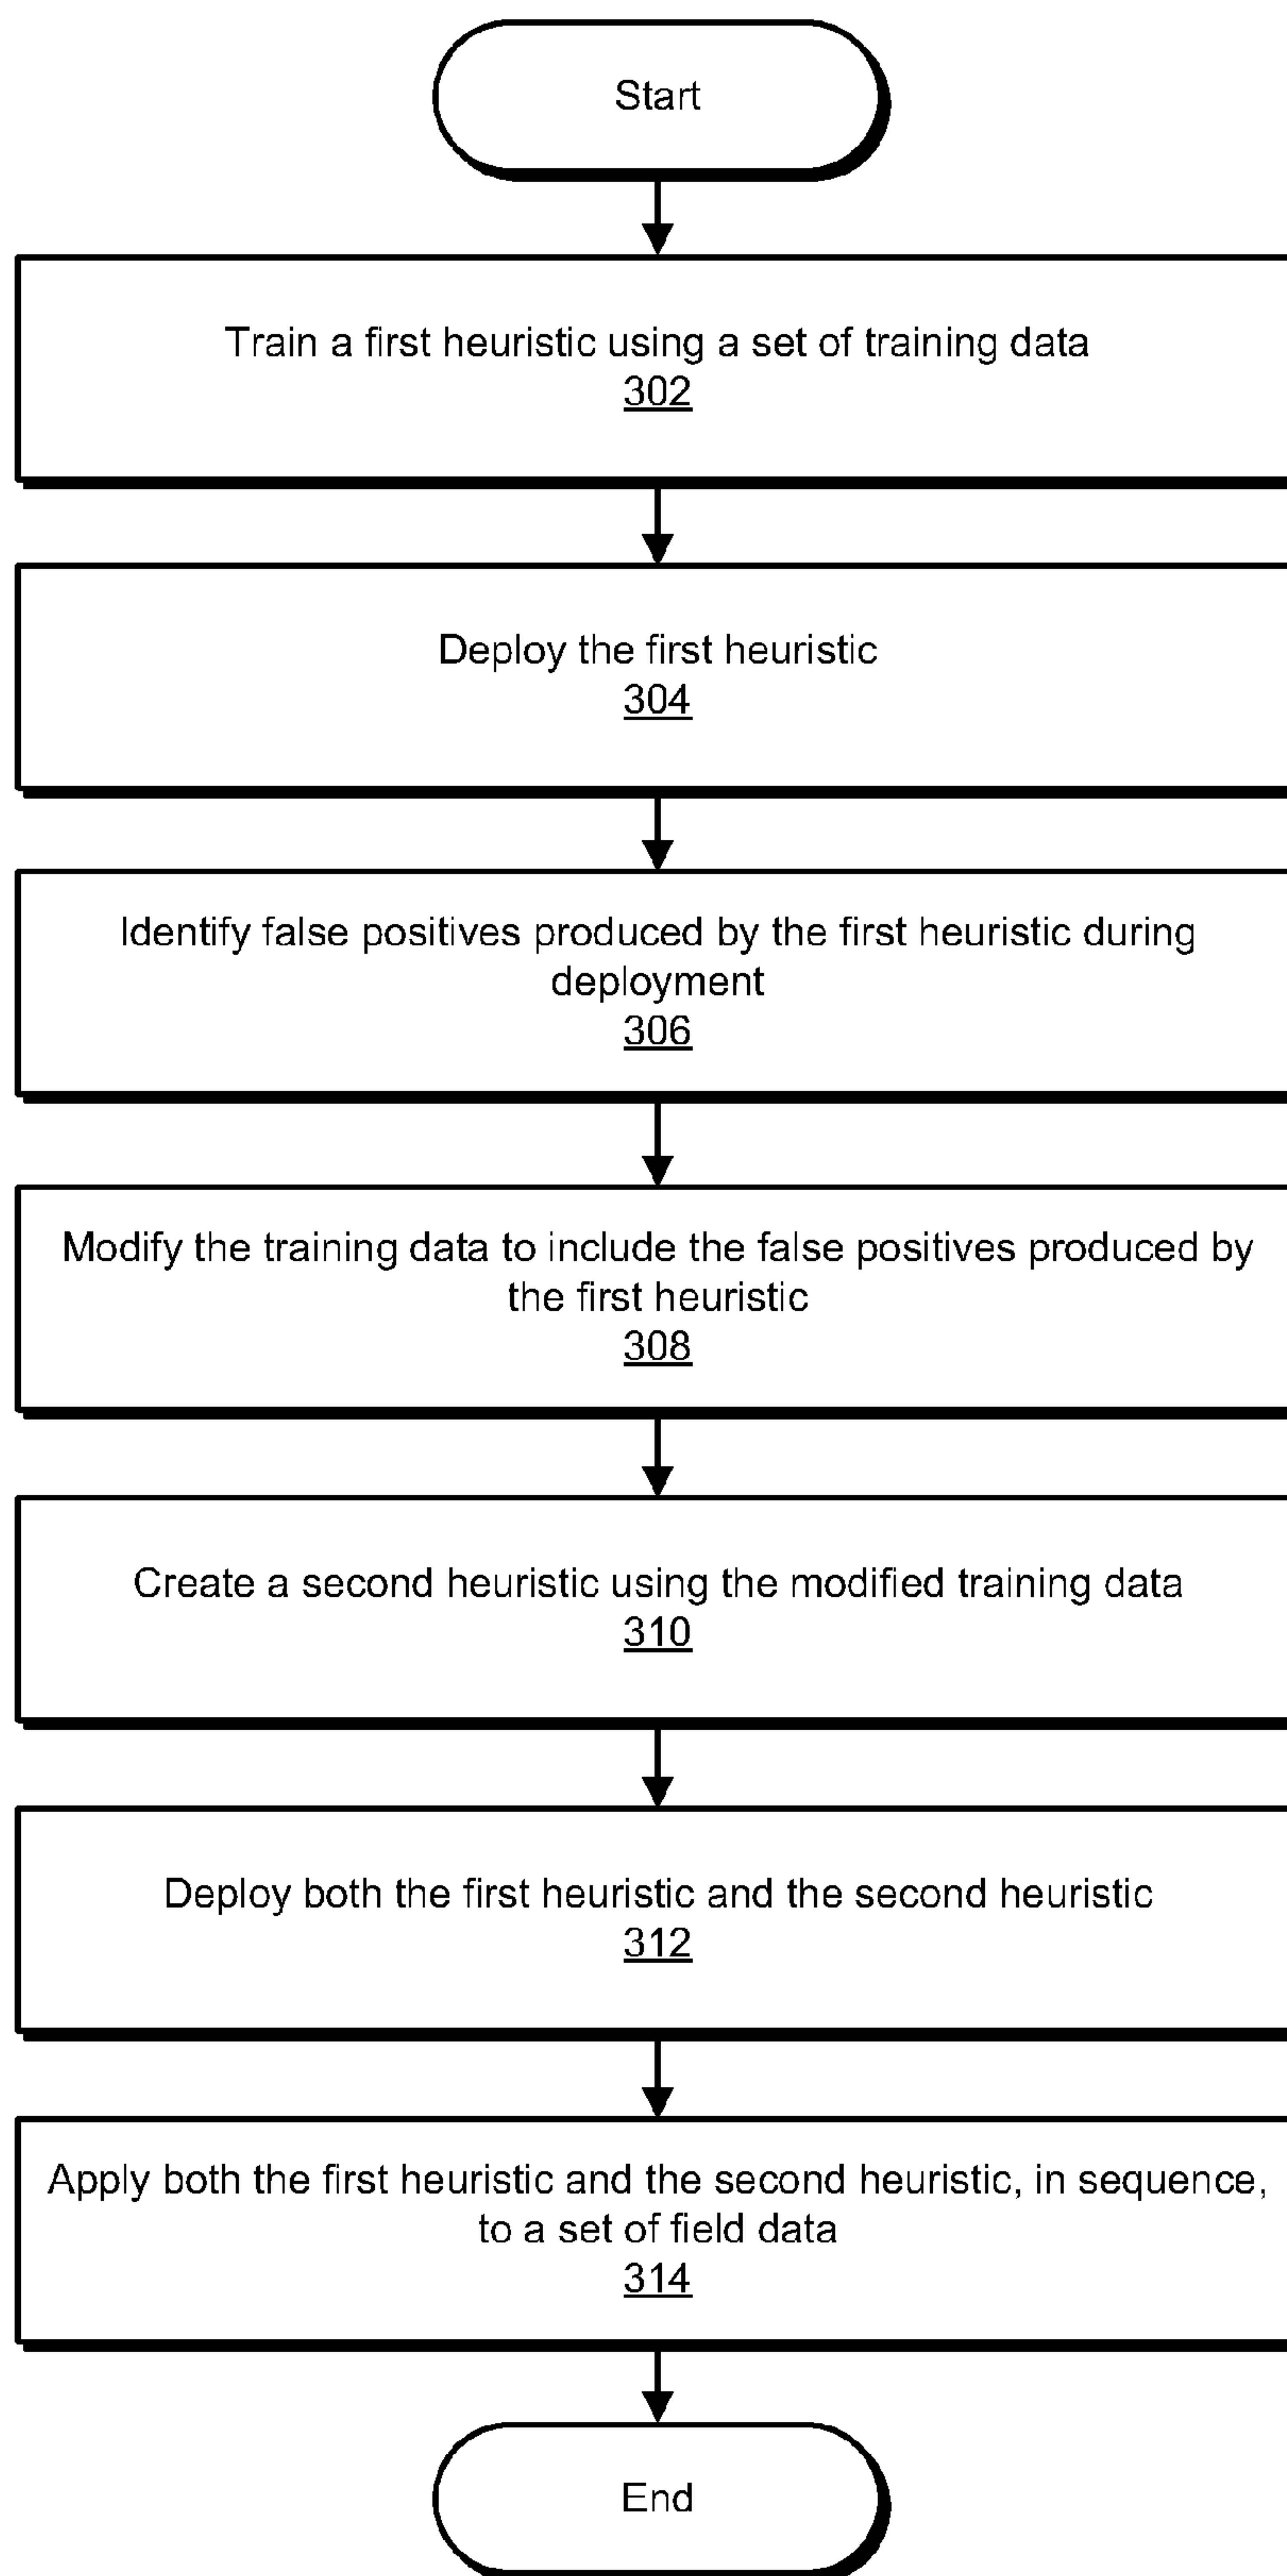 Start
Train a first heuristic using a set of training data
302
Deploy the first heuristic
304
Identify false positives produced by the first heuristic during
deployment
306
Modify the training data to include the false positives produced by
the first heuristic
308
Create a second heuristic using the modified training data
310
Deploy both the first heuristic and the second heuristic
312
Apply both the first heuristic and the second heuristic, in sequence,
to a set of field data
314
End